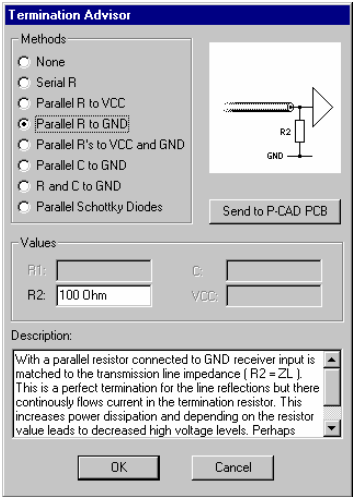 Termination Advisor
Methods
None
Serial R
Parallel R to VCC
Parallel R to GND
Parallel R's to VCC and GND
Parallel C to GND
R and C to GND
Parallel Schottky Diodes
R2
GND
Send to P-CAD PCB
Values
R1:
C:
R2: 100 Ohm
VCC:
Description:
With a parallel resistor connected to GND receiver input is
matched to the transmission line impedance ( R2 = ZL ).
This is a perfect termination for the line reflections but there
continously flows current in the termination resistor. This
increases power dissipation and depending on the resistor
value leads to decreased high voltage levels. Perhaps
OK
Cancel